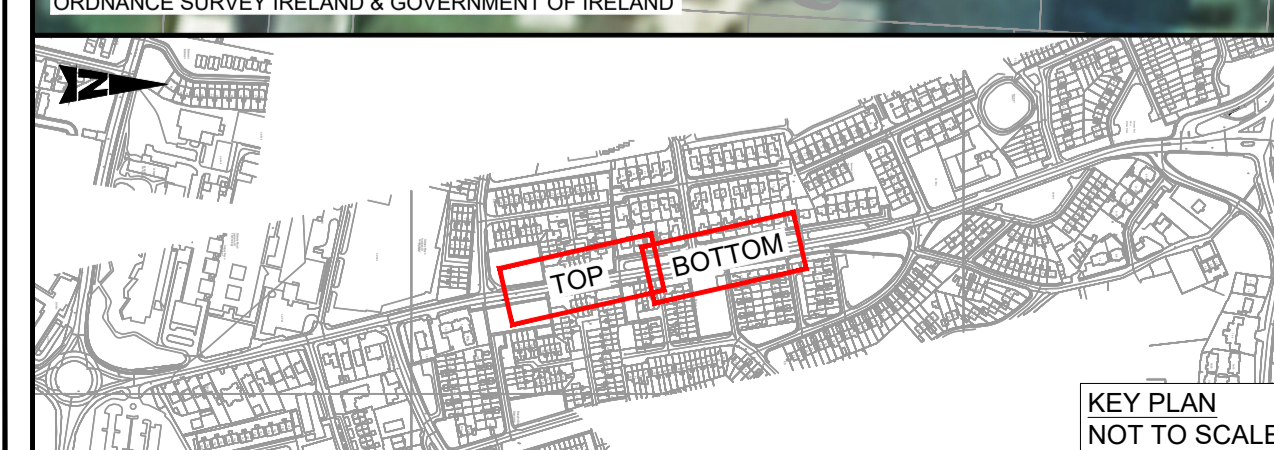 ORDNANCE SURVEY IRELAND & GOVERNMENT OF IRELAND
N
TOP
BOTTOM
KEY PLAN
NOT TO SCALE